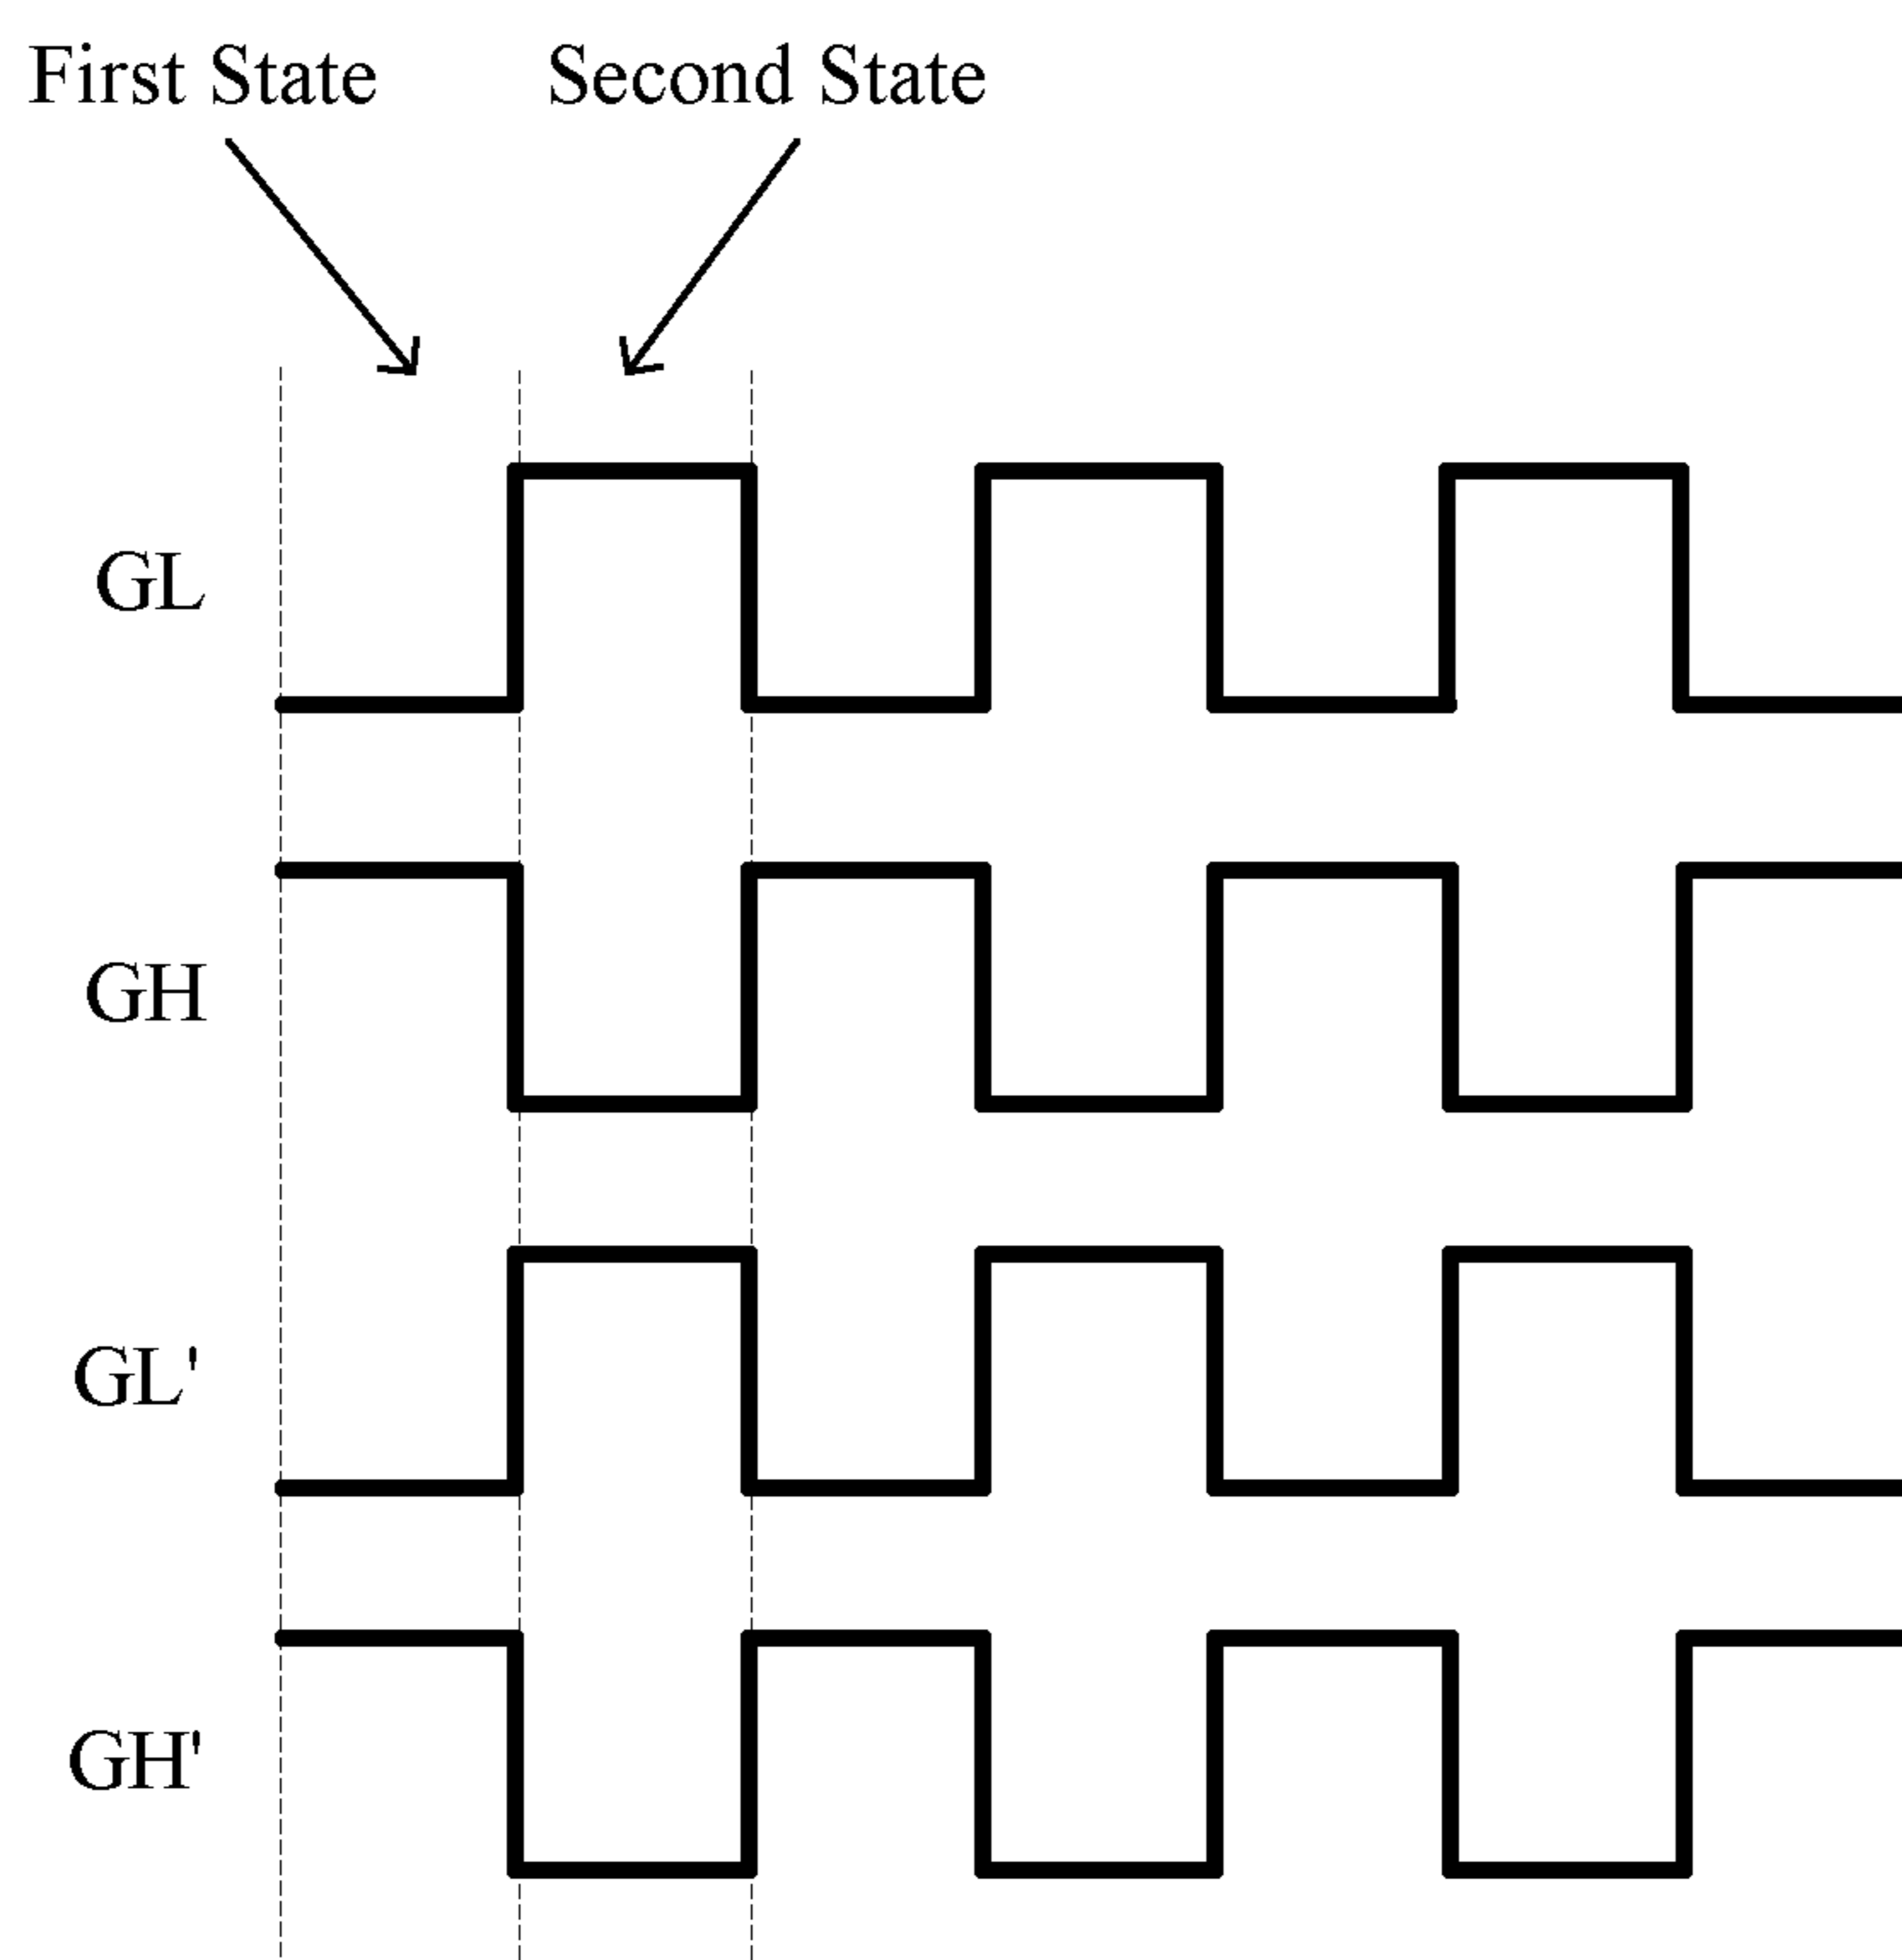 First State
Second State
GL
GH
GL'
GH'